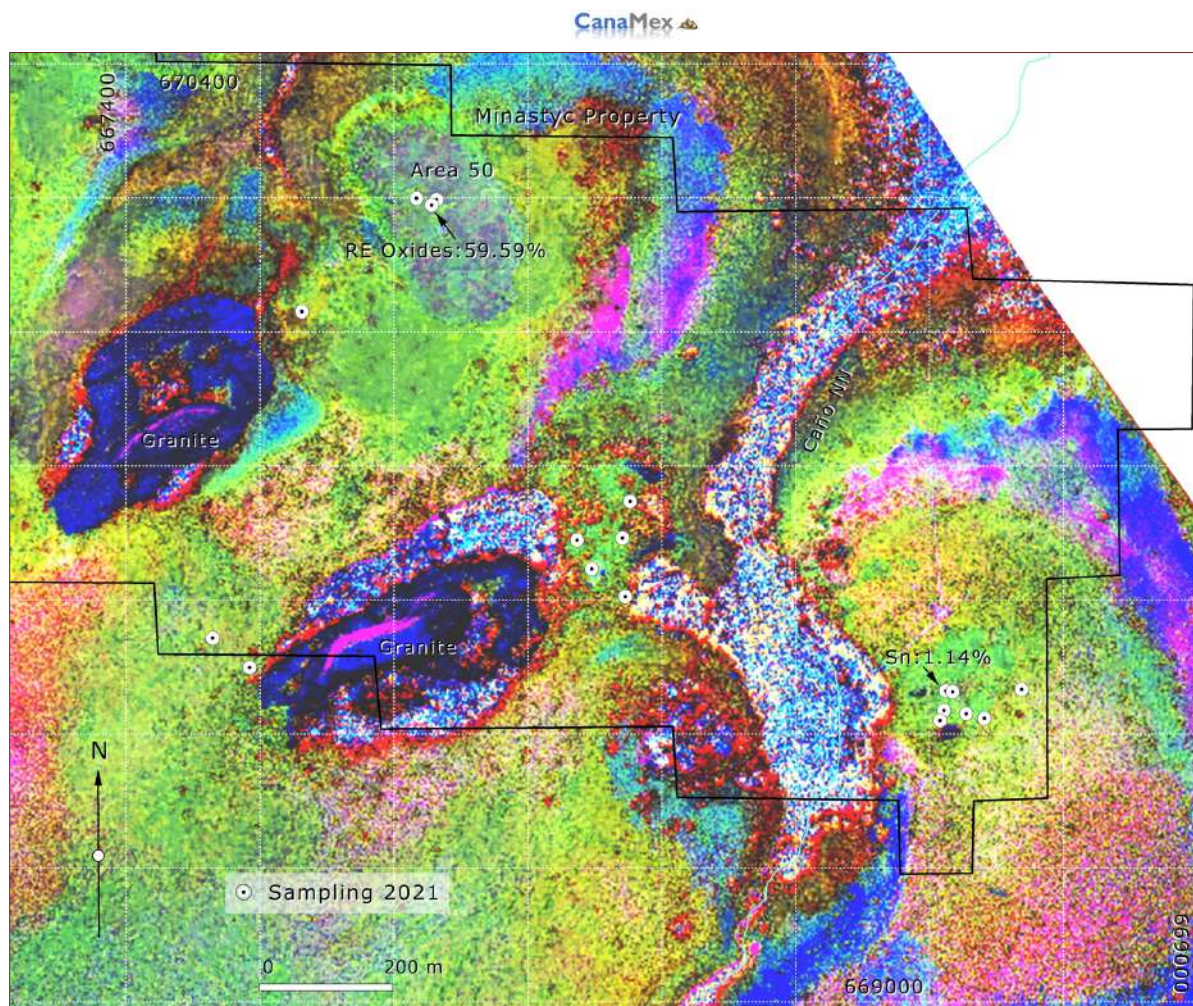 CanaMex
667400
670400
Minastyc Property
Area 50
RE Oxides:59.59%
Caño NN
Granite
Granite
Sn:1.14%
N
Sampling 2021
0 200 m
669000
669000